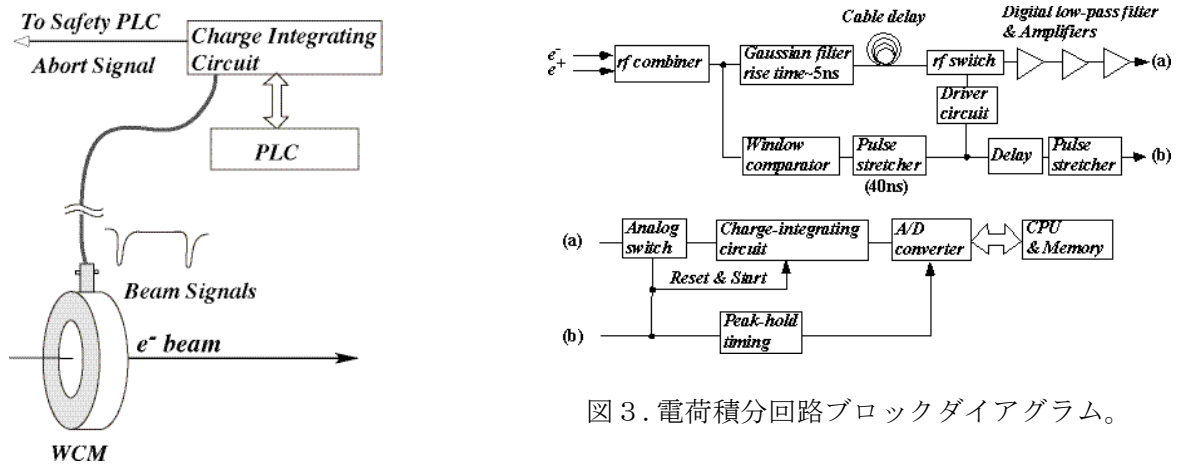 To Safety PLC
Abort Signal
Charge Integrating
Circuit
PLC
Beam Signals
e⁻ beam
WCM
e⁻
e⁺
rf combiner
Gaussian filter
rise time~5ns
Cable delay
Digital low-pass filter
& Amplifiers
rf switch
(a)
Driver
circuit
Window
comparator
Pulse
stretcher
(40ns)
Delay
Pulse
stretcher
(b)
(a)
Analog
switch
Charge-integrating
circuit
A/D
converter
CPU
& Memory
Reset & Start
(b)
Peak-hold
timing
図３.電荷積分回路ブロックダイアグラム。